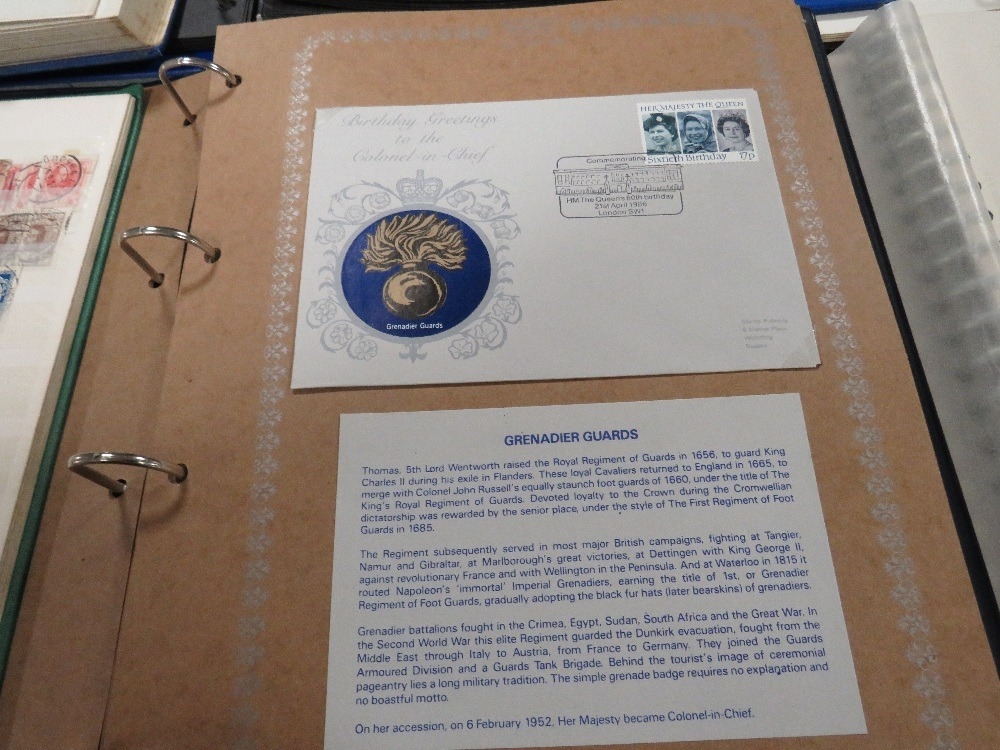 Birthday Greetings
to the
Colonel-in-Chief
HER MAJESTY THE QUEEN
Sixtieth Birthday 17p
Commemorating
HM The Queen's 60th birthday
21st April 1986
London SW1
Grenadier Guards
GRENADIER GUARDS
Thomas, 5th Lord Wentworth raised the Royal Regiment of Guards in 1656, to guard King
Charles II during his exile in Flanders. These loyal Cavaliers returned to England in 1665, to
merge with Colonel John Russell's equally staunch foot guards of 1660, under the title of The
King's Royal Regiment of Guards. Devoted loyalty to the Crown during the Cromwellian
dictatorship was rewarded by the senior place, under the style of The First Regiment of Foot
Guards in 1685.
The Regiment subsequently served in most major British campaigns, fighting at Tangier,
Namur and Gibraltar, at Marlborough's great victories, at Dettingen with King George II,
against revolutionary France and with Wellington in the Peninsula. And at Waterloo in 1815 it
routed Napoleon's 'immortal' Imperial Grenadiers, earning the title of 1st, or Grenadier
Regiment of Foot Guards, gradually adopting the black fur hats (later bearskins) of grenadiers.
Grenadier battalions fought in the Crimea, Egypt, Sudan, South Africa and the Great War. In
the Second World War this elite Regiment guarded the Dunkirk evacuation, fought from the
Middle East through Italy to Austria, from France to Germany. They joined the Guards
Armoured Division and a Guards Tank Brigade. Behind the tourist's image of ceremonial
pageantry lies a long military tradition. The simple grenade badge requires no explanation and
no boastful motto.
On her accession, on 6 February 1952, Her Majesty became Colonel-in-Chief.